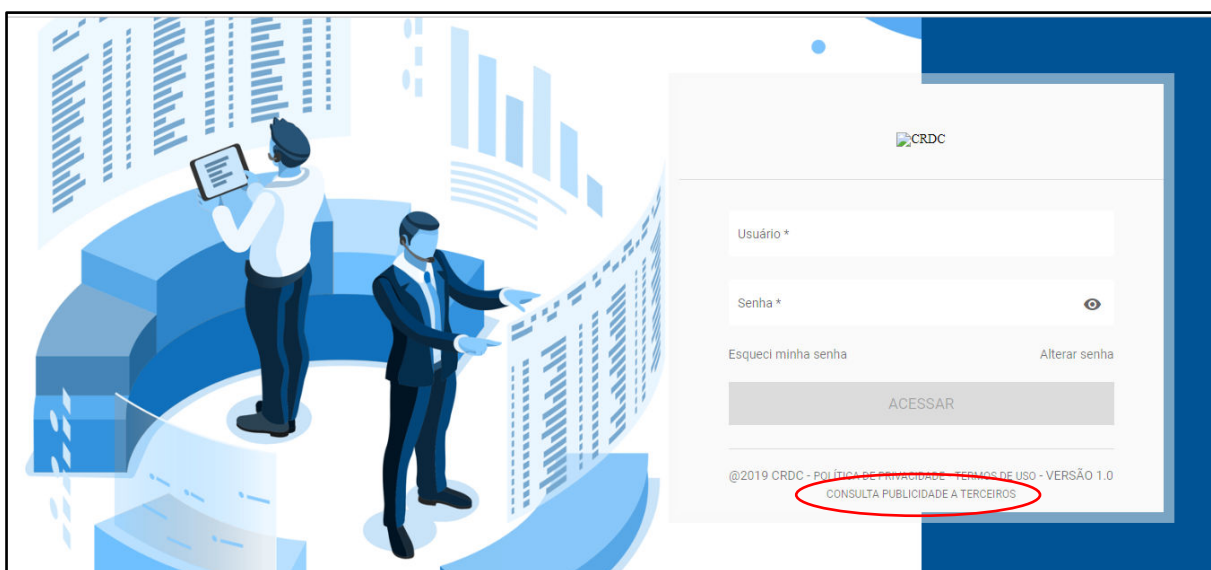 CRDC
Usuário *
Senha *
Esqueci minha senha
Alterar senha
ACESSAR
@2019 CRDC - POLÍTICA DE PRIVACIDADE - TERMOS DE USO - VERSÃO 1.0
CONSULTA PUBLICIDADE A TERCEIROS